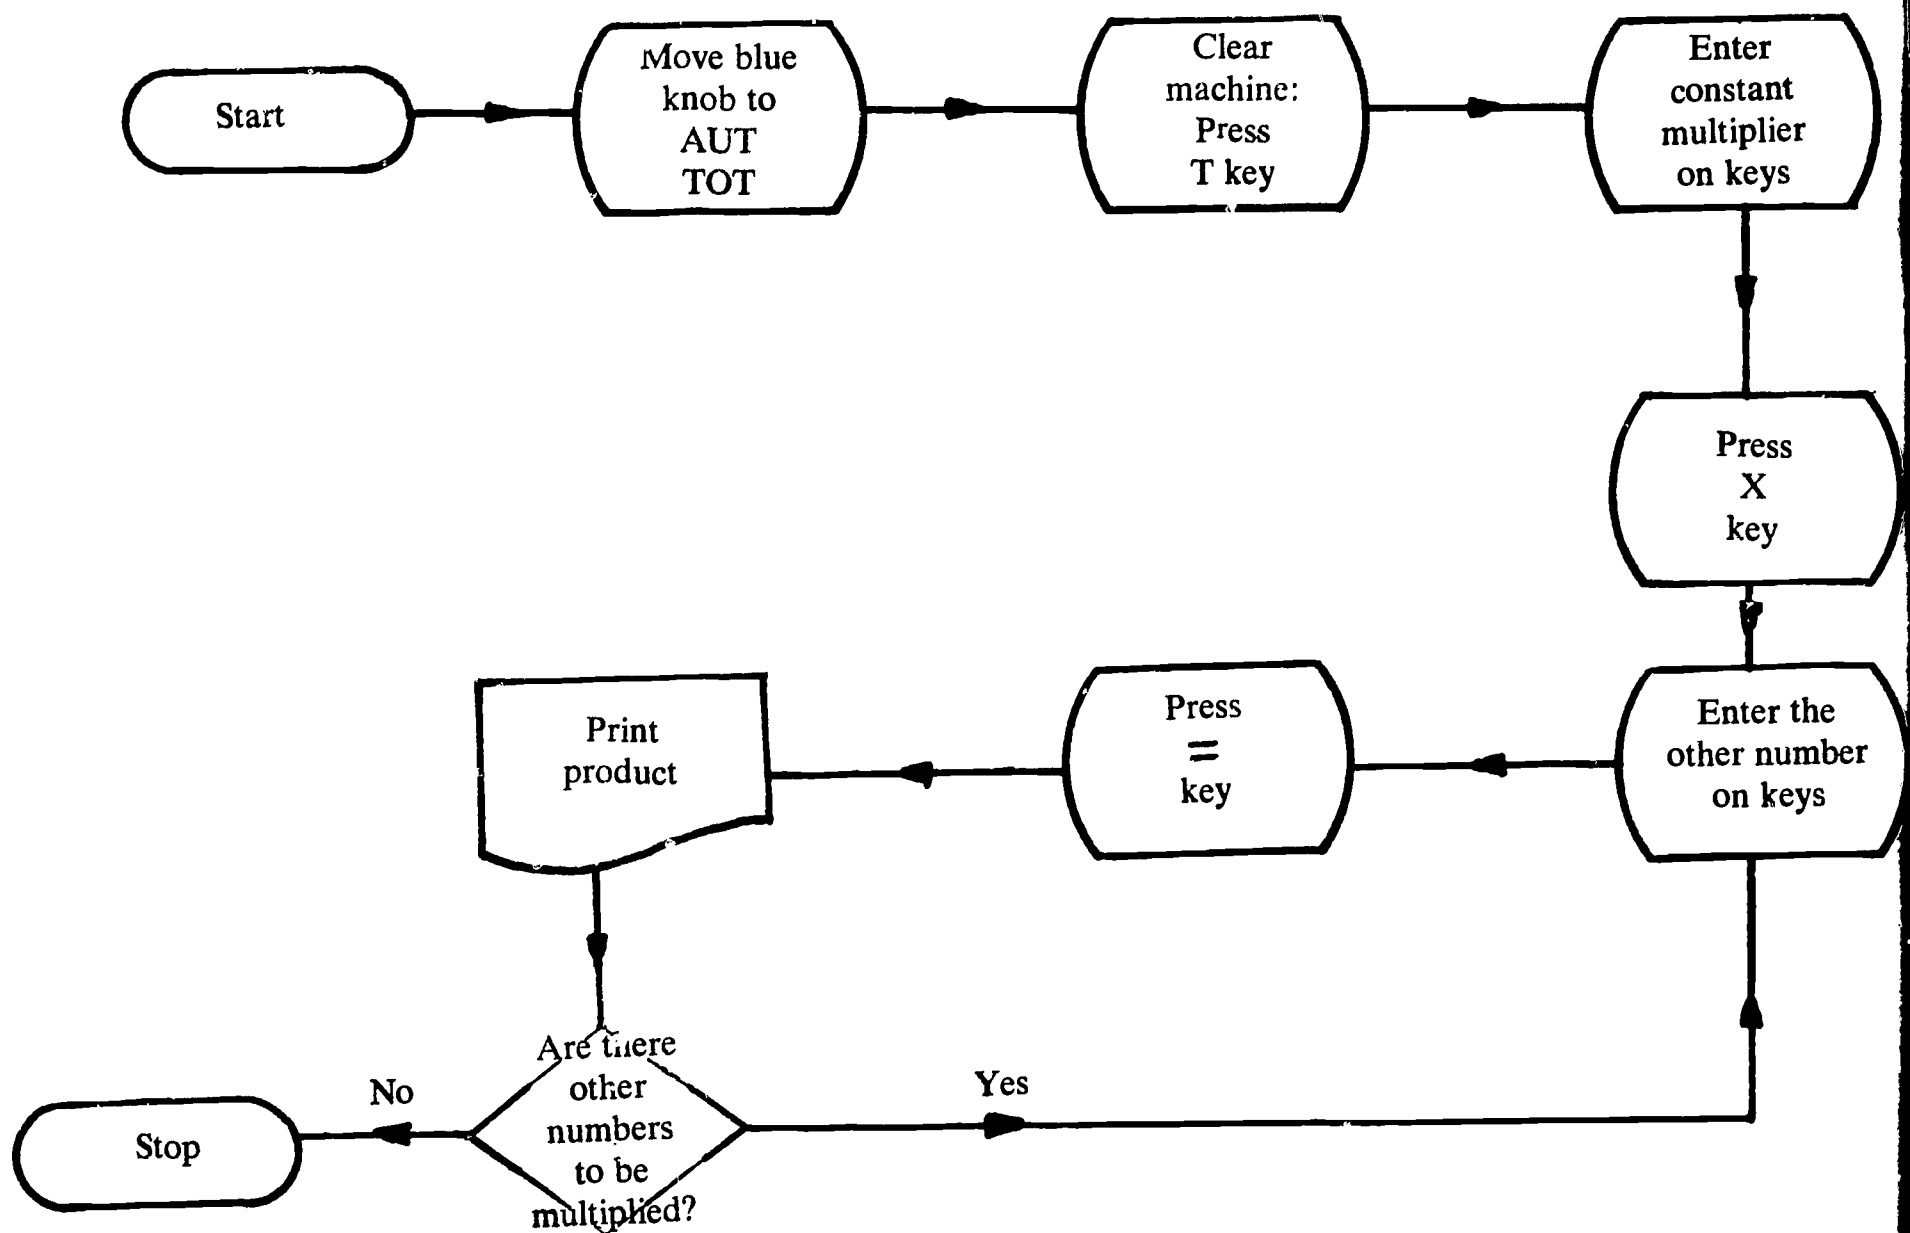 Start
Move blue
knob to
AUT
TOT
Clear
machine:
Press
T key
Enter
constant
multiplier
on keys
Press
X
key
Enter the
other number
on keys
Press
=
key
Print
product
Are there
other
numbers
to be
multiplied?
Yes
No
Stop